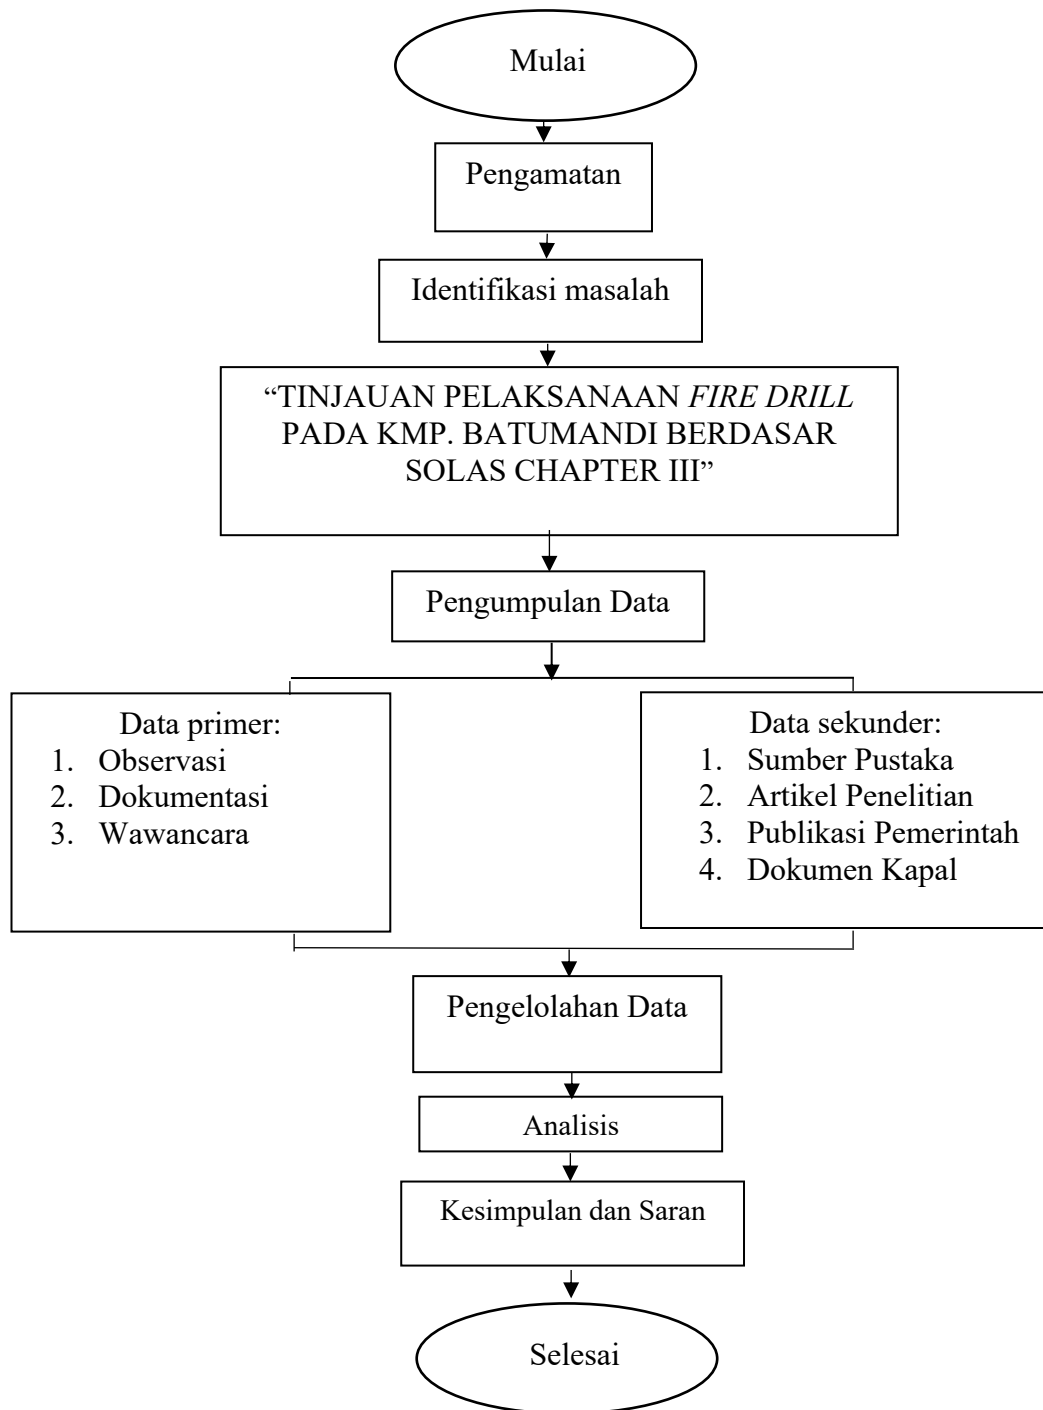 Mulai
Pengamatan
Identifikasi masalah
“TINJAUAN PELAKSANAAN FIRE DRILL
PADA KMP. BATUMANDI BERDASAR
SOLAS CHAPTER III”
Pengumpulan Data
Data primer:
1. Observasi
2. Dokumentasi
3. Wawancara
Data sekunder:
1. Sumber Pustaka
2. Artikel Penelitian
3. Publikasi Pemerintah
4. Dokumen Kapal
Pengelolahan Data
Analisis
Kesimpulan dan Saran
Selesai